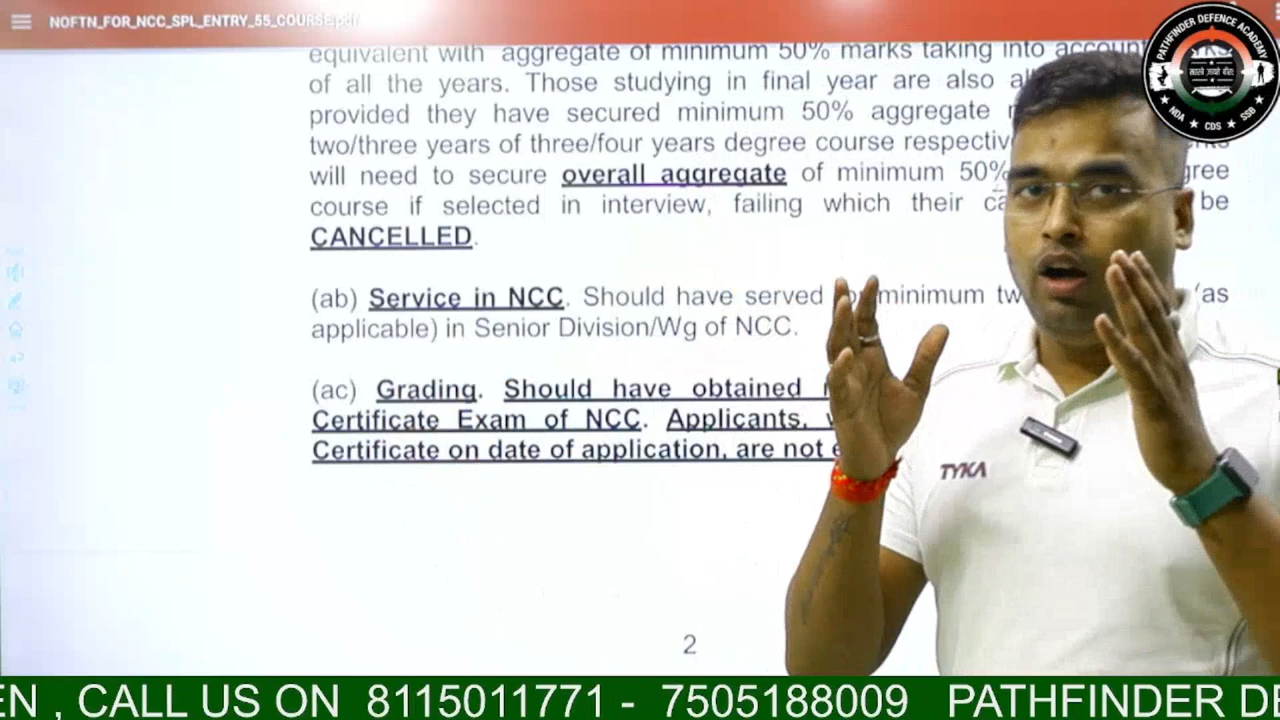 NOFTN_FOR_NCC_SPL_ENTRY_55_COURSE.pdf
equivalent with aggregate of minimum 50% marks taking into account
of all the years. Those studying in final year are also
provided they have secured minimum 50% aggregate
two/three years of three/four years degree course
will need to secure overall aggregate of minimum 50%
course if selected in interview, failing which their be
CANCELLED.
(ab) Service in NCC. Should have served minimum (as
applicable) in Senior Division/Wg of NCC.
(ac) Grading. Should have obtained
Certificate Exam of NCC. Applicants,
Certificate on date of application, are not
2
PATHFINDER DEFENCE ACADEMY
NDA ★ CDS ★ SSB
TYKA
EN , CALL US ON 8115011771 - 7505188009 PATHFINDER DE